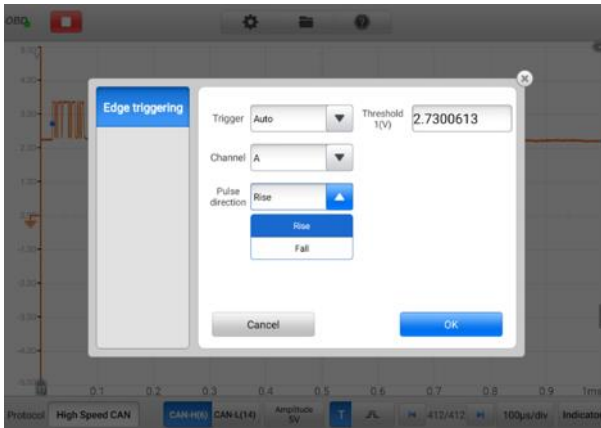 OBD
Edge triggering
Trigger Auto
Threshold
1(V) 2.7300613
Channel A
Pulse
direction Rise
Rise
Fall
Cancel OK
0.1 0.2 0.3 0.4 0.5 0.6 0.7 0.8 0.9 1ms
Protocol High Speed CAN CAN-H(6) CAN-L(14) Amplitude
5V T 412/412 100μs/div Indicator